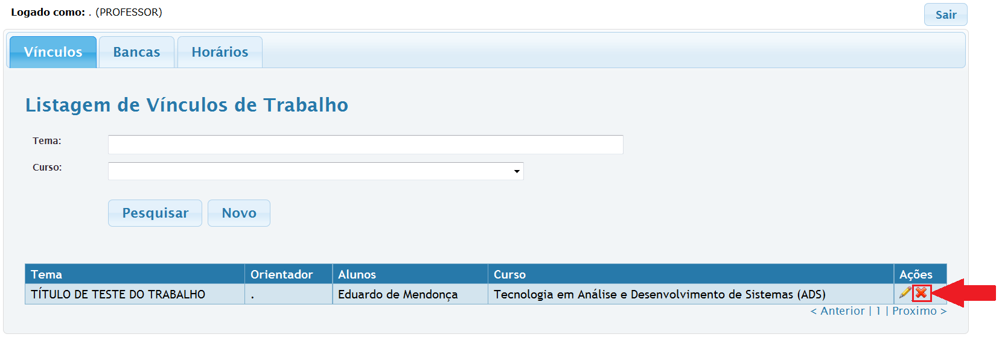 Logado como: . (PROFESSOR)
Sair
Vínculos Bancas Horários
Listagem de Vínculos de Trabalho
Tema:
Curso:
Pesquisar Novo
Tema Orientador Alunos Curso Ações
TÍTULO DE TESTE DO TRABALHO . Eduardo de Mendonça Tecnologia em Análise e Desenvolvimento de Sistemas (ADS)
< Anterior | 1 | Proximo >